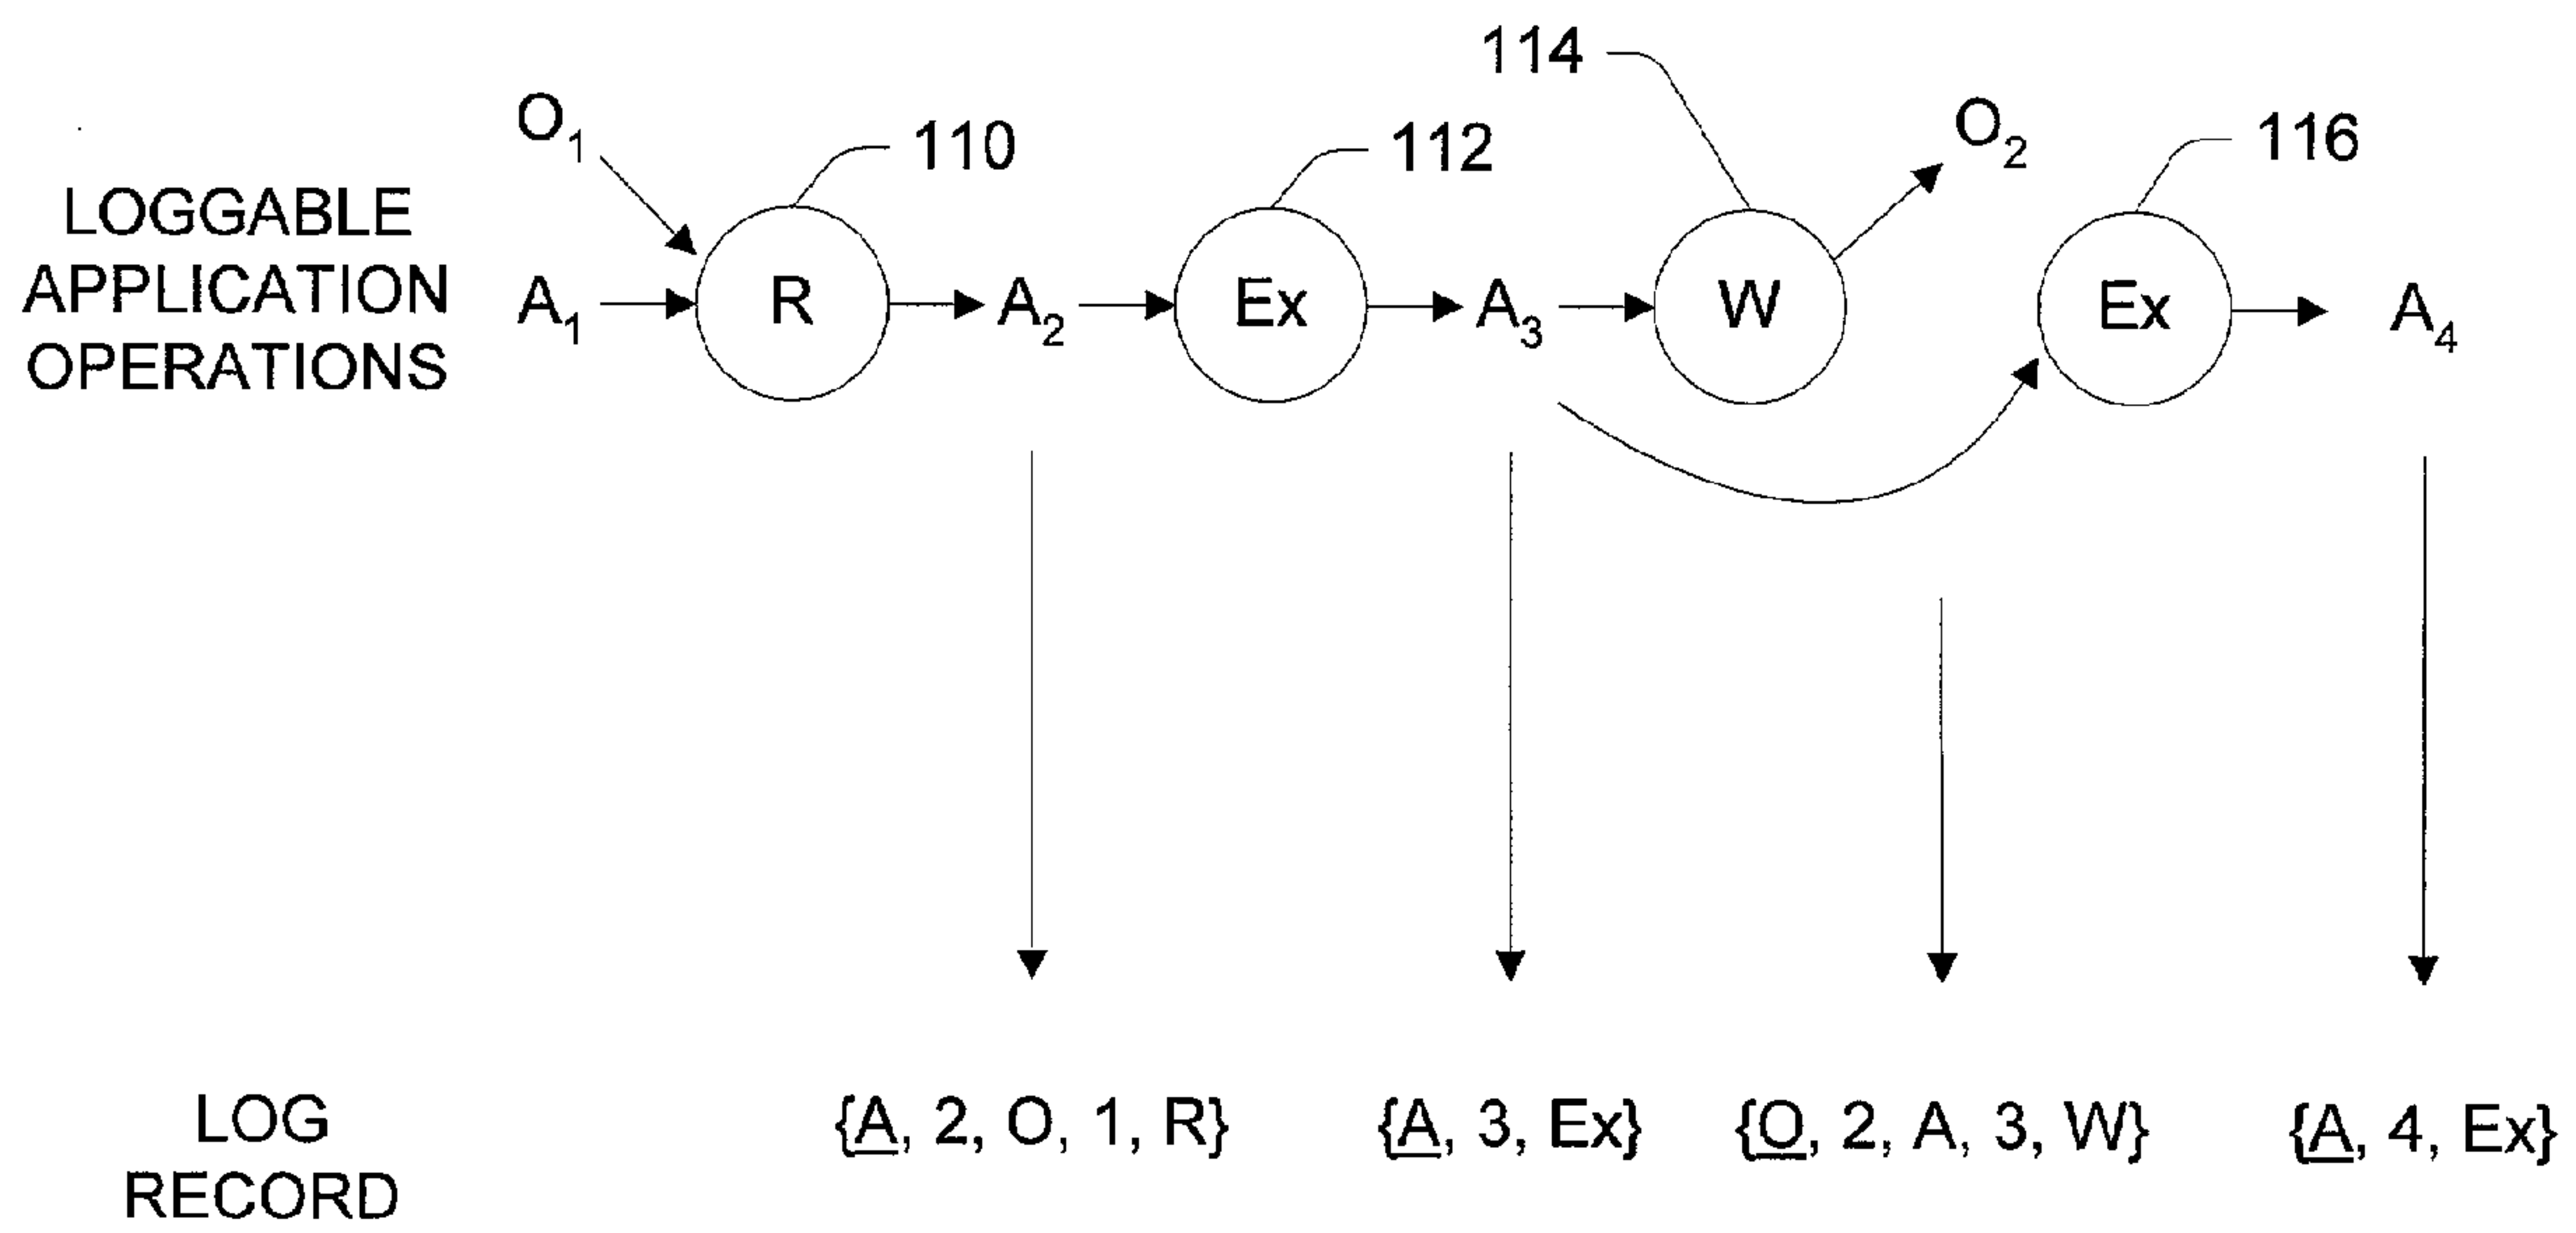 114
O₁
110
112
O₂
116
LOGGABLE
APPLICATION
OPERATIONS
A₁ R A₂ Ex A₃ W Ex A₄
LOG
RECORD
{A, 2, O, 1, R} {A, 3, Ex} {O, 2, A, 3, W} {A, 4, Ex}